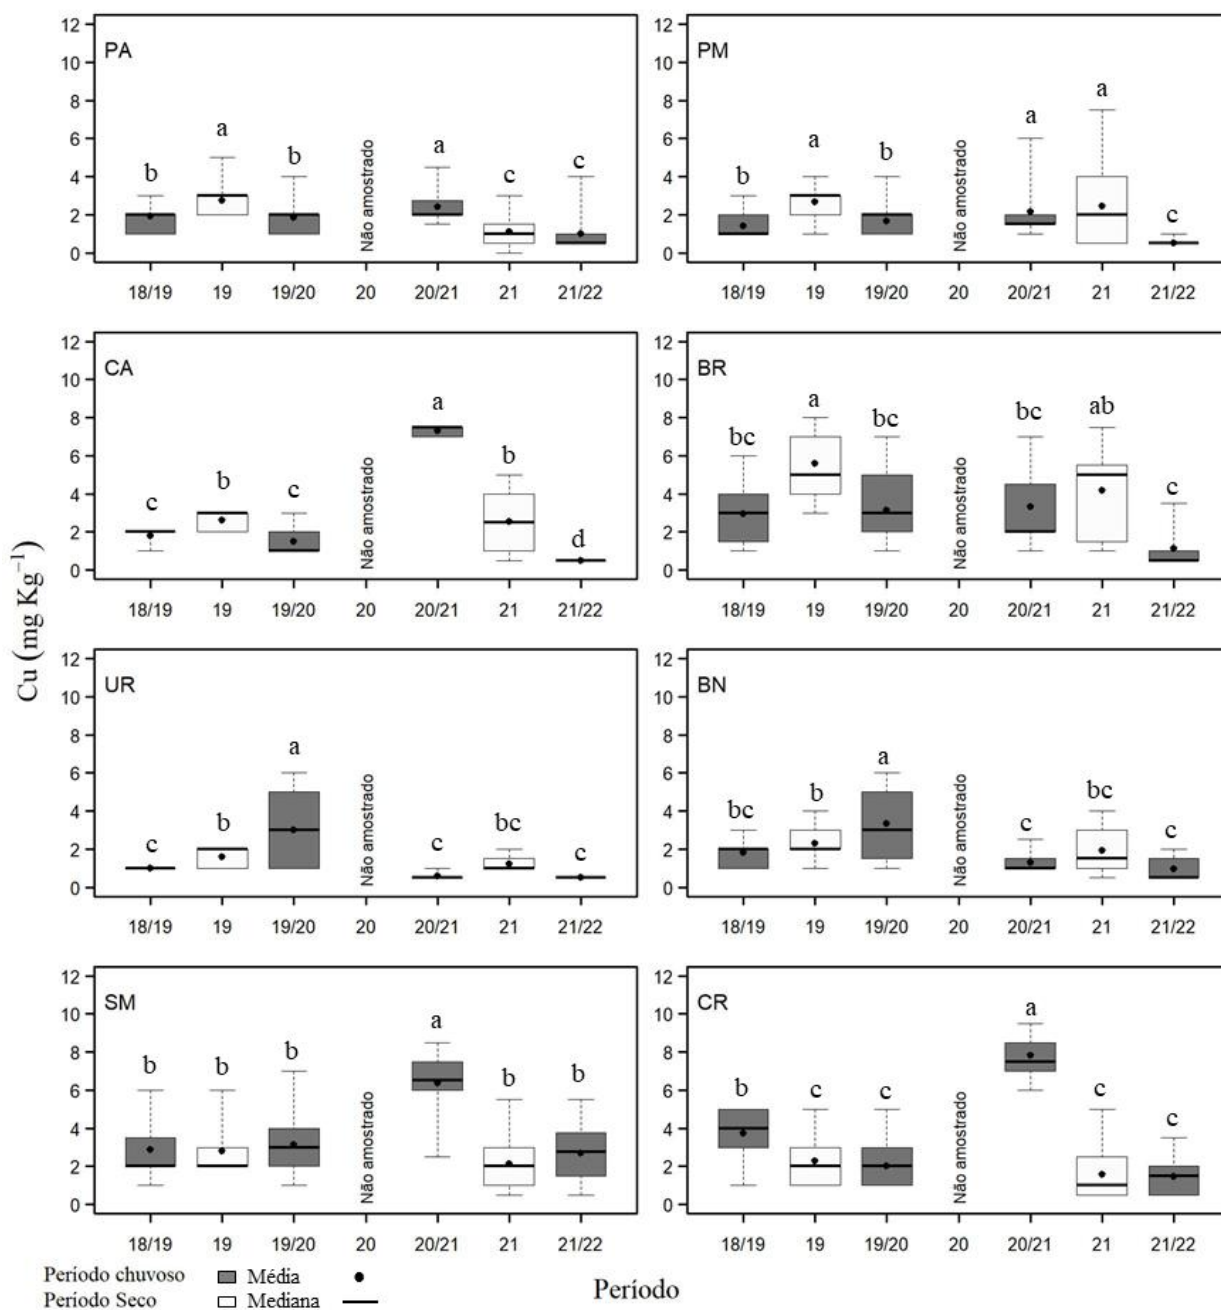 PA
12
10
8
6
4
2
0
b
a
b
Não amostrado
a
c
c
18/19 19 19/20 20 20/21 21 21/22
PM
12
10
8
6
4
2
0
b
a
b
Não amostrado
a
a
c
18/19 19 19/20 20 20/21 21 21/22
CA
12
10
8
6
4
2
0
c
b
c
Não amostrado
a
b
d
18/19 19 19/20 20 20/21 21 21/22
BR
12
10
8
6
4
2
0
bc
a
bc
Não amostrado
bc
ab
c
18/19 19 19/20 20 20/21 21 21/22
Cu (mg Kg⁻¹)
UR
12
10
8
6
4
2
0
c
b
a
Não amostrado
c
bc
c
18/19 19 19/20 20 20/21 21 21/22
BN
12
10
8
6
4
2
0
bc
b
a
Não amostrado
c
bc
c
18/19 19 19/20 20 20/21 21 21/22
SM
12
10
8
6
4
2
0
b
b
b
Não amostrado
a
b
b
18/19 19 19/20 20 20/21 21 21/22
CR
12
10
8
6
4
2
0
b
c
c
Não amostrado
a
c
c
18/19 19 19/20 20 20/21 21 21/22
Período chuvoso Média
Período Seco Mediana
Período